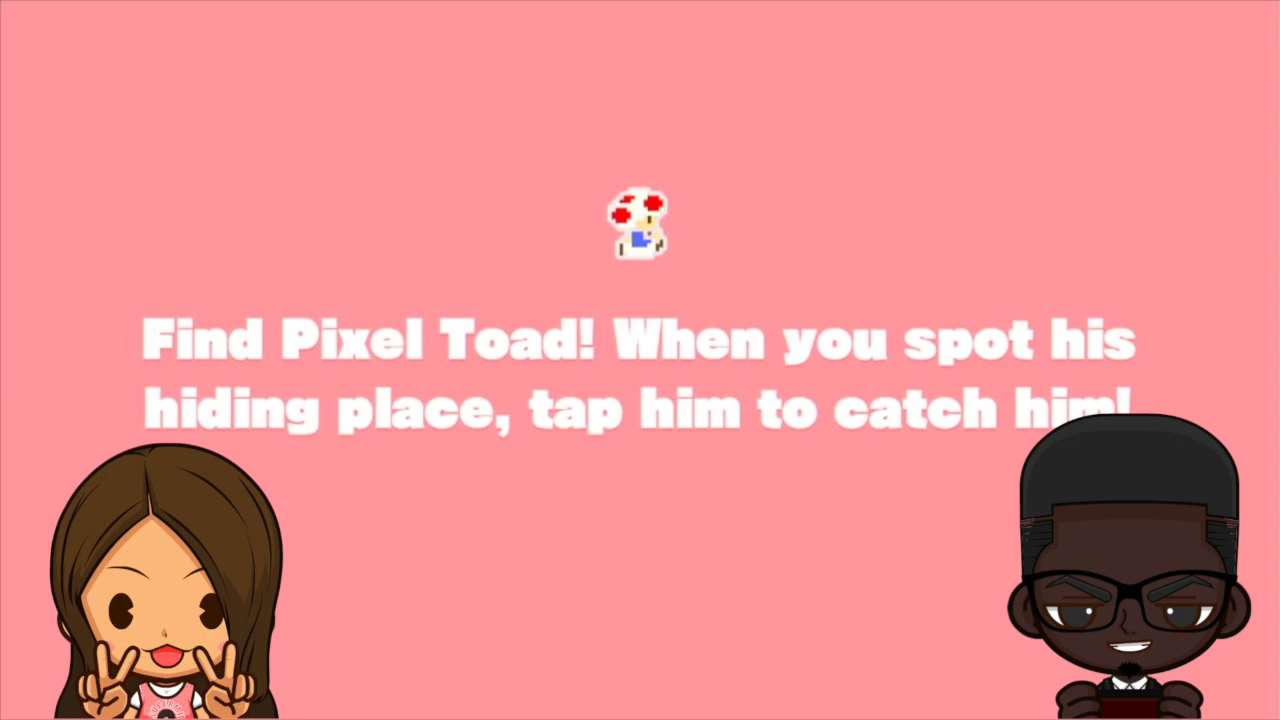 Find Pixel Toad! When you spot his
hiding place, tap him to catch him!